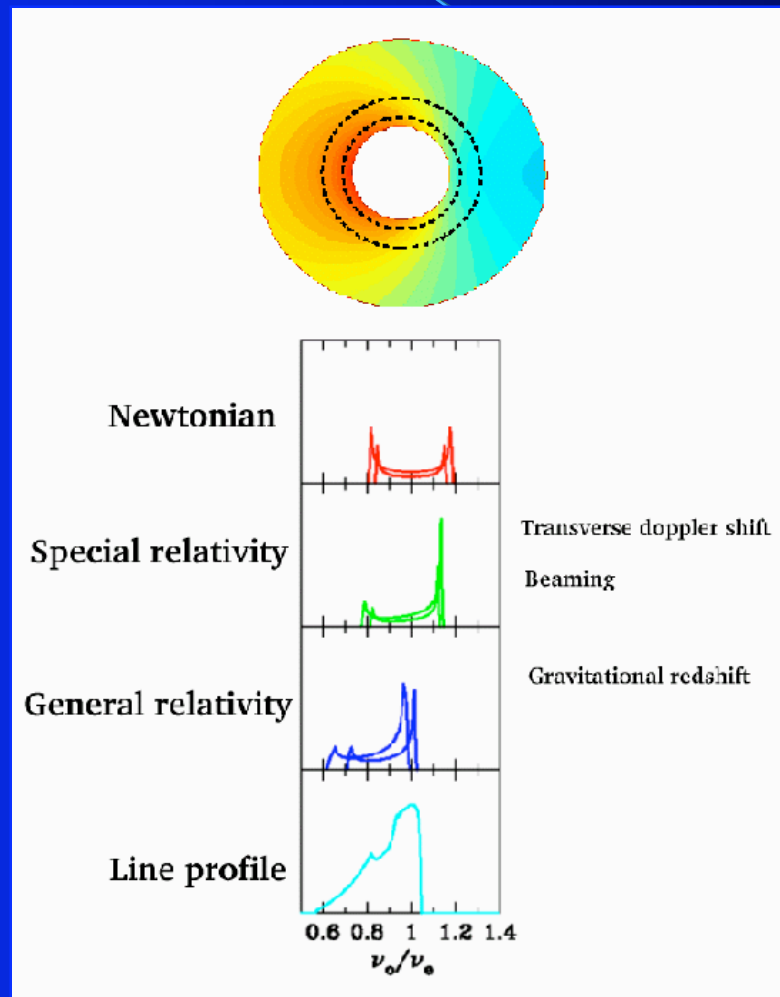 Newtonian
Special relativity
Transverse doppler shift
Beaming
General relativity
Gravitational redshift
Line profile
0.6 0.8 1 1.2 1.4
νₒ/νₑ